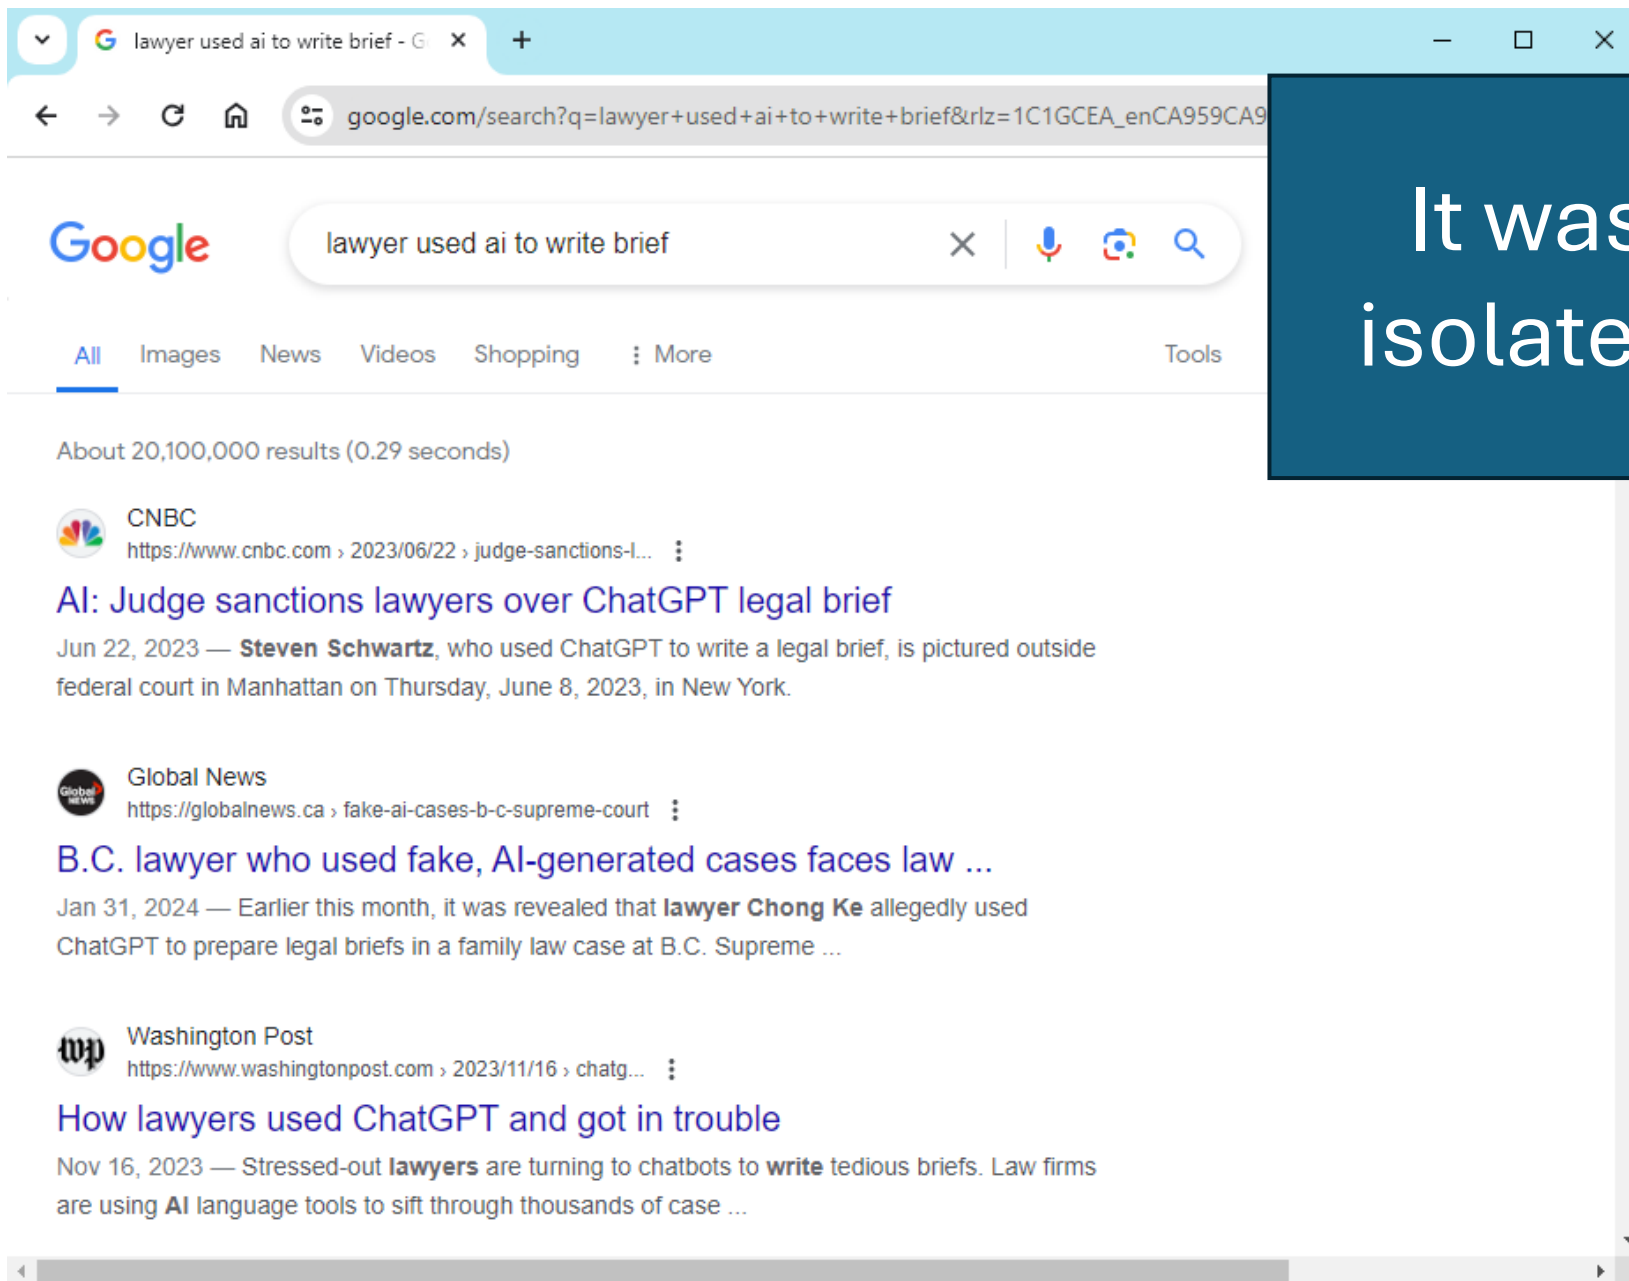 lawyer used ai to write brief - G
google.com/search?q=lawyer+used+ai+to+write+brief&rlz=1C1GCEA_enCA959CA9
It was
isolate
Google
lawyer used ai to write brief
All Images News Videos Shopping More Tools
About 20,100,000 results (0.29 seconds)
CNBC
https://www.cnbc.com › 2023/06/22 › judge-sanctions-l...
AI: Judge sanctions lawyers over ChatGPT legal brief
Jun 22, 2023 — Steven Schwartz, who used ChatGPT to write a legal brief, is pictured outside
federal court in Manhattan on Thursday, June 8, 2023, in New York.
Global NEWS
Global News
https://globalnews.ca › fake-ai-cases-b-c-supreme-court
B.C. lawyer who used fake, AI-generated cases faces law ...
Jan 31, 2024 — Earlier this month, it was revealed that lawyer Chong Ke allegedly used
ChatGPT to prepare legal briefs in a family law case at B.C. Supreme ...
wp
Washington Post
https://www.washingtonpost.com › 2023/11/16 › chatg...
How lawyers used ChatGPT and got in trouble
Nov 16, 2023 — Stressed-out lawyers are turning to chatbots to write tedious briefs. Law firms
are using AI language tools to sift through thousands of case ...